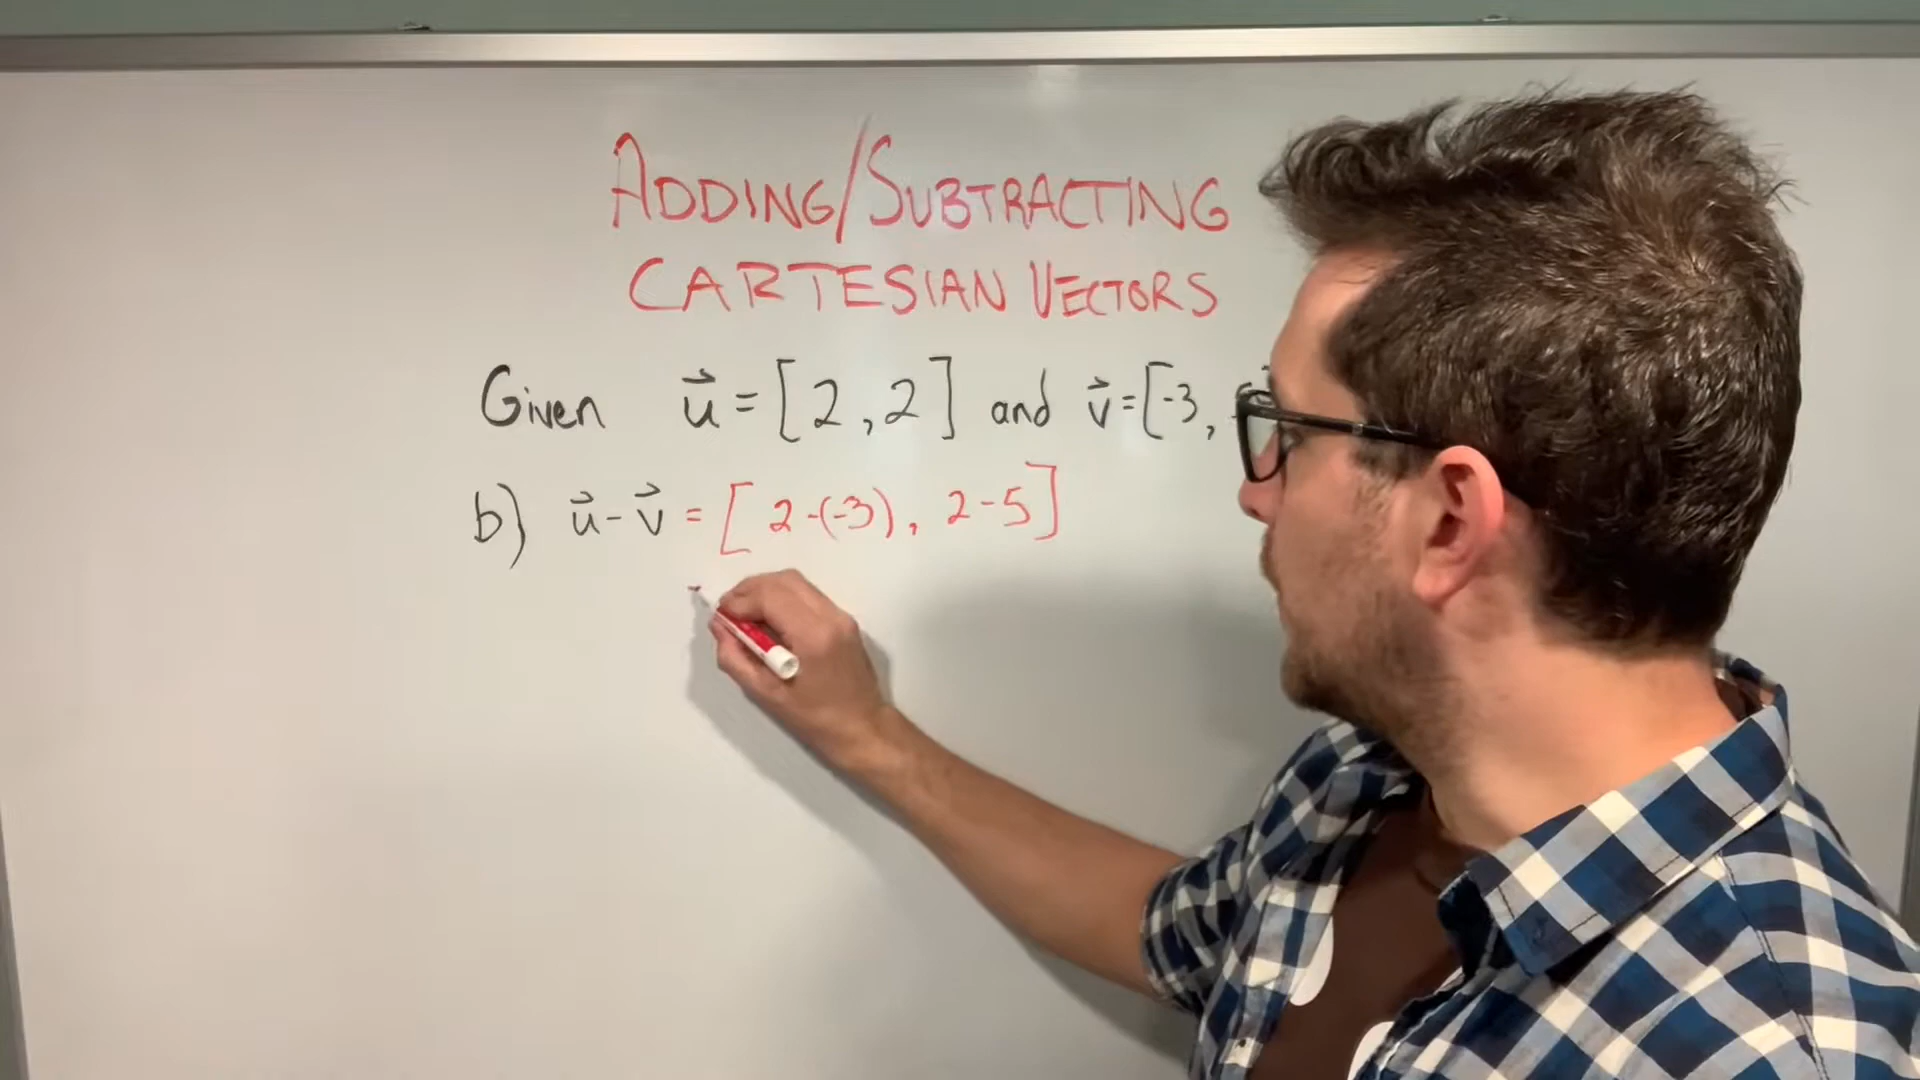 ADDING/SUBTRACTING
CARTESIAN VECTORS
Given u⃗ = [2, 2] and v⃗ = [-3,
b) u⃗ - v⃗ = [2-(-3), 2-5]